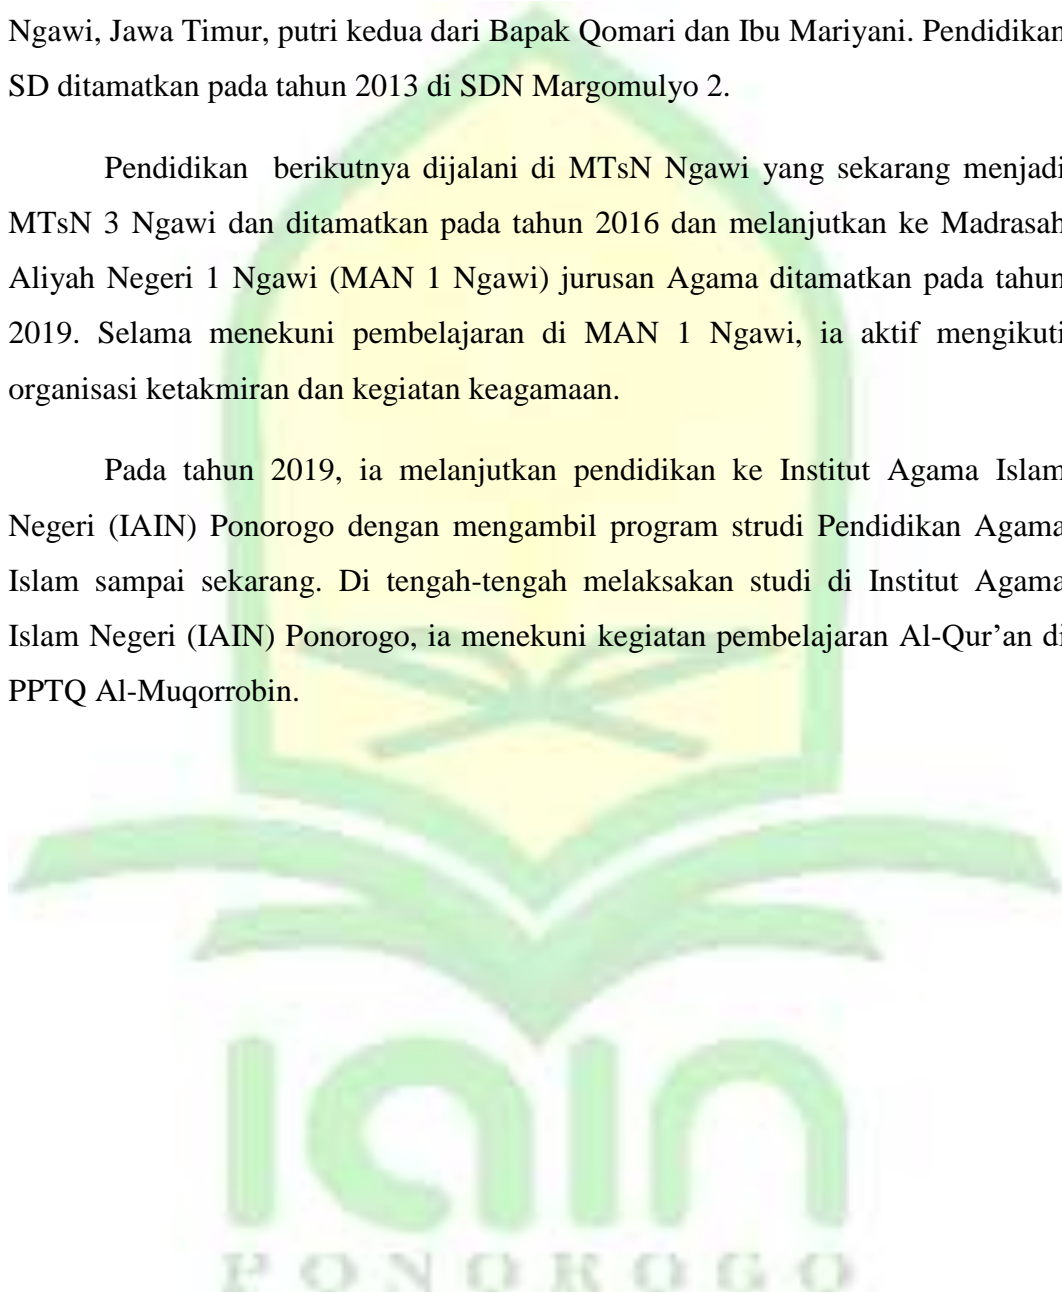 Ngawi, Jawa Timur, putri kedua dari Bapak Qomari dan Ibu Mariyani. Pendidikan
SD ditamatkan pada tahun 2013 di SDN Margomulyo 2.
Pendidikan berikutnya dijalani di MTsN Ngawi yang sekarang menjadi
MTsN 3 Ngawi dan ditamatkan pada tahun 2016 dan melanjutkan ke Madrasah
Aliyah Negeri 1 Ngawi (MAN 1 Ngawi) jurusan Agama ditamatkan pada tahun
2019. Selama menekuni pembelajaran di MAN 1 Ngawi, ia aktif mengikuti
organisasi ketakmiran dan kegiatan keagamaan.
Pada tahun 2019, ia melanjutkan pendidikan ke Institut Agama Islam
Negeri (IAIN) Ponorogo dengan mengambil program strudi Pendidikan Agama
Islam sampai sekarang. Di tengah-tengah melaksakan studi di Institut Agama
Islam Negeri (IAIN) Ponorogo, ia menekuni kegiatan pembelajaran Al-Qur’an di
PPTQ Al-Muqorrobin.
iain
PONOROGO